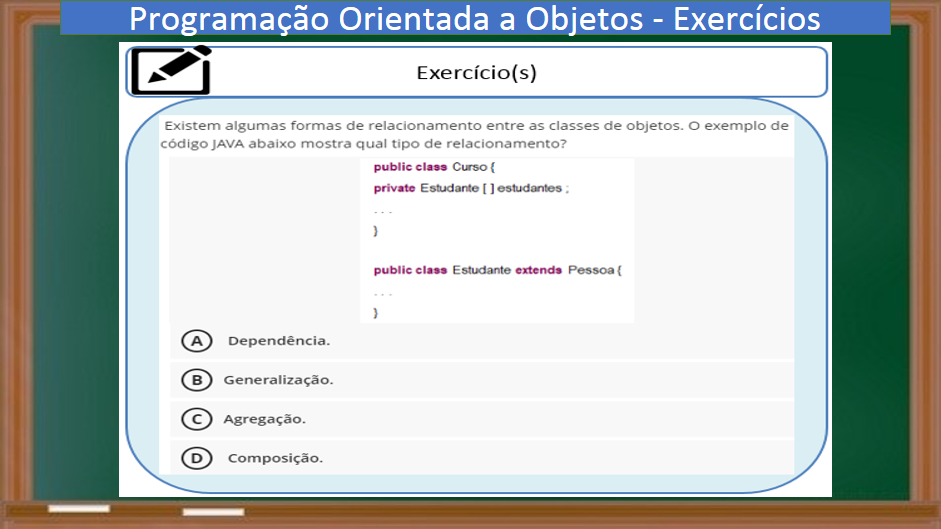 Programação Orientada a Objetos - Exercícios
Exercício(s)
Existem algumas formas de relacionamento entre as classes de objetos. O exemplo de
código JAVA abaixo mostra qual tipo de relacionamento?
public class Curso {
private Estudante [ ] estudantes ;
. . .
}
public class Estudante extends Pessoa {
. . .
}
A Dependência.
B Generalização.
C Agregação.
D Composição.